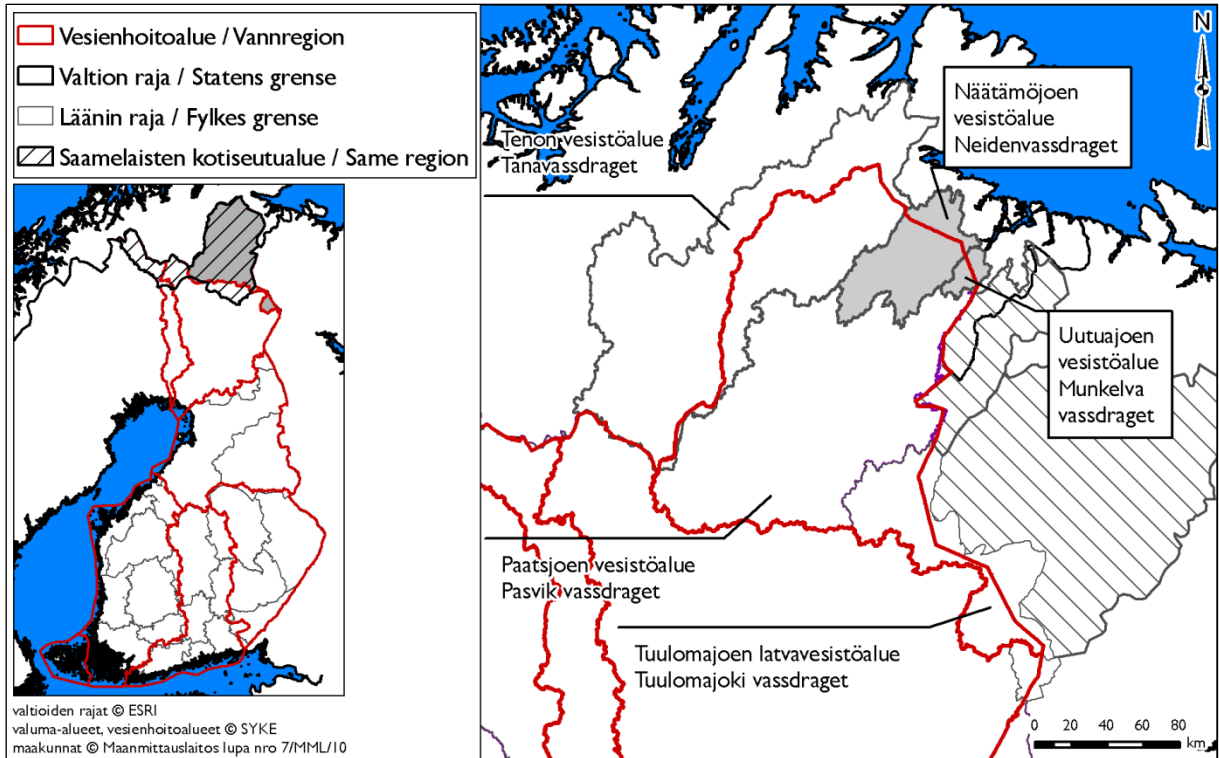 Vesienhoitoalue / Vannregion
Valtion raja / Statens grense
Läänin raja / Fylkes grense
Saamelaisten kotiseutualue / Same region
valtioiden rajat © ESRI
valuma-alueet, vesienhoitoalueet © SYKE
maakunnat © Maanmittauslaitos lupa nro 7/MML/10
N
Tenon vesistöalue
Tanavassdraget
Näätämöjoen
vesistöalue
Neidenvassdraget
Uutuajoen
vesistöalue
Munkelva
vassdraget
Paatsjoen vesistöalue
Pasvik vassdraget
Tuulomajoen latvavesistöalue
Tuulomajoki vassdraget
0 20 40 60 80
km